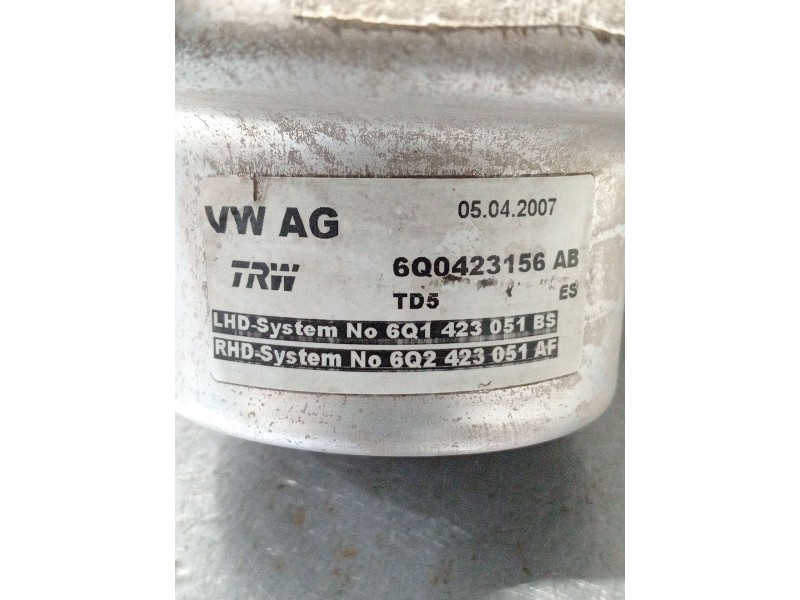 VW AG 05.04.2007
TRW 6Q0423156 AB
TD5 ES
LHD-System No 6Q1 423 051 BS
RHD-System No 6Q2 423 051 AF